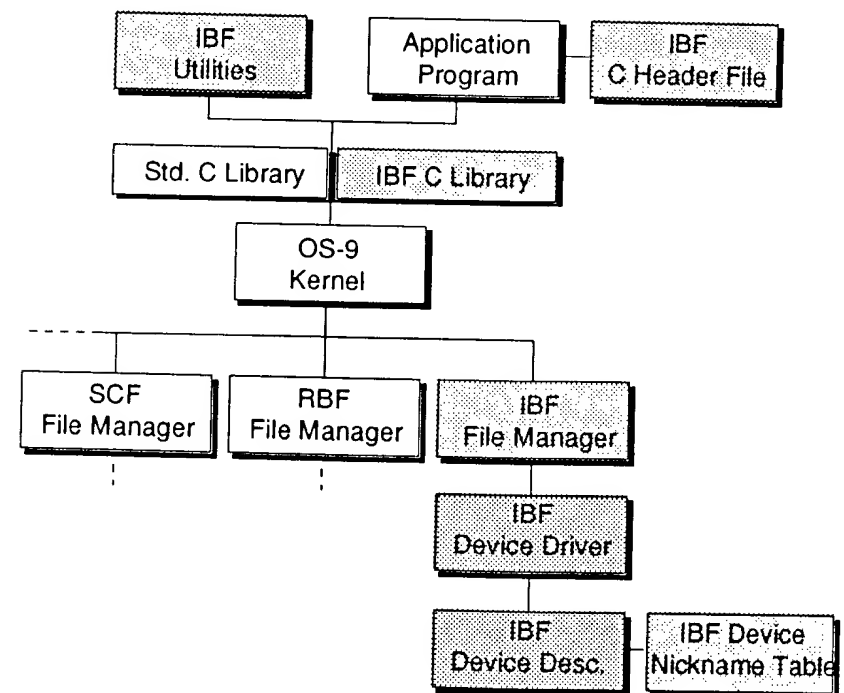 IBF
Utilities
Application
Program
IBF
C Header File
Std. C Library
IBF C Library
OS-9
Kernel
SCF
File Manager
RBF
File Manager
IBF
File Manager
IBF
Device Driver
IBF
Device Desc.
IBF Device
Nickname Table